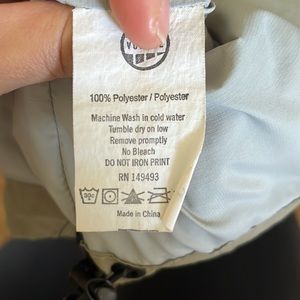 100% Polyester / Polyester
Machine Wash in cold water
Tumble dry on low
Remove promptly
No Bleach
DO NOT IRON PRINT
RN 149493
30c
Made in China